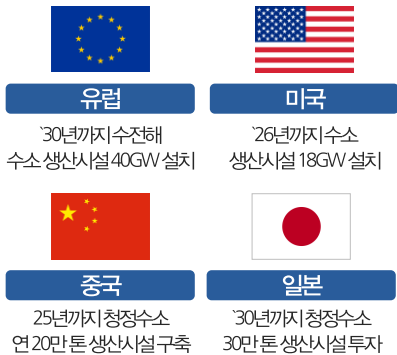 유럽
`30년까지 수전해
수소 생산시설 40GW 설치
미국
`26년까지 수소
생산시설 18GW 설치
중국
25년까지 청정수소
연 20만 톤 생산시설 구축
일본
`30년까지 청정수소
30만 톤 생산시설 투자